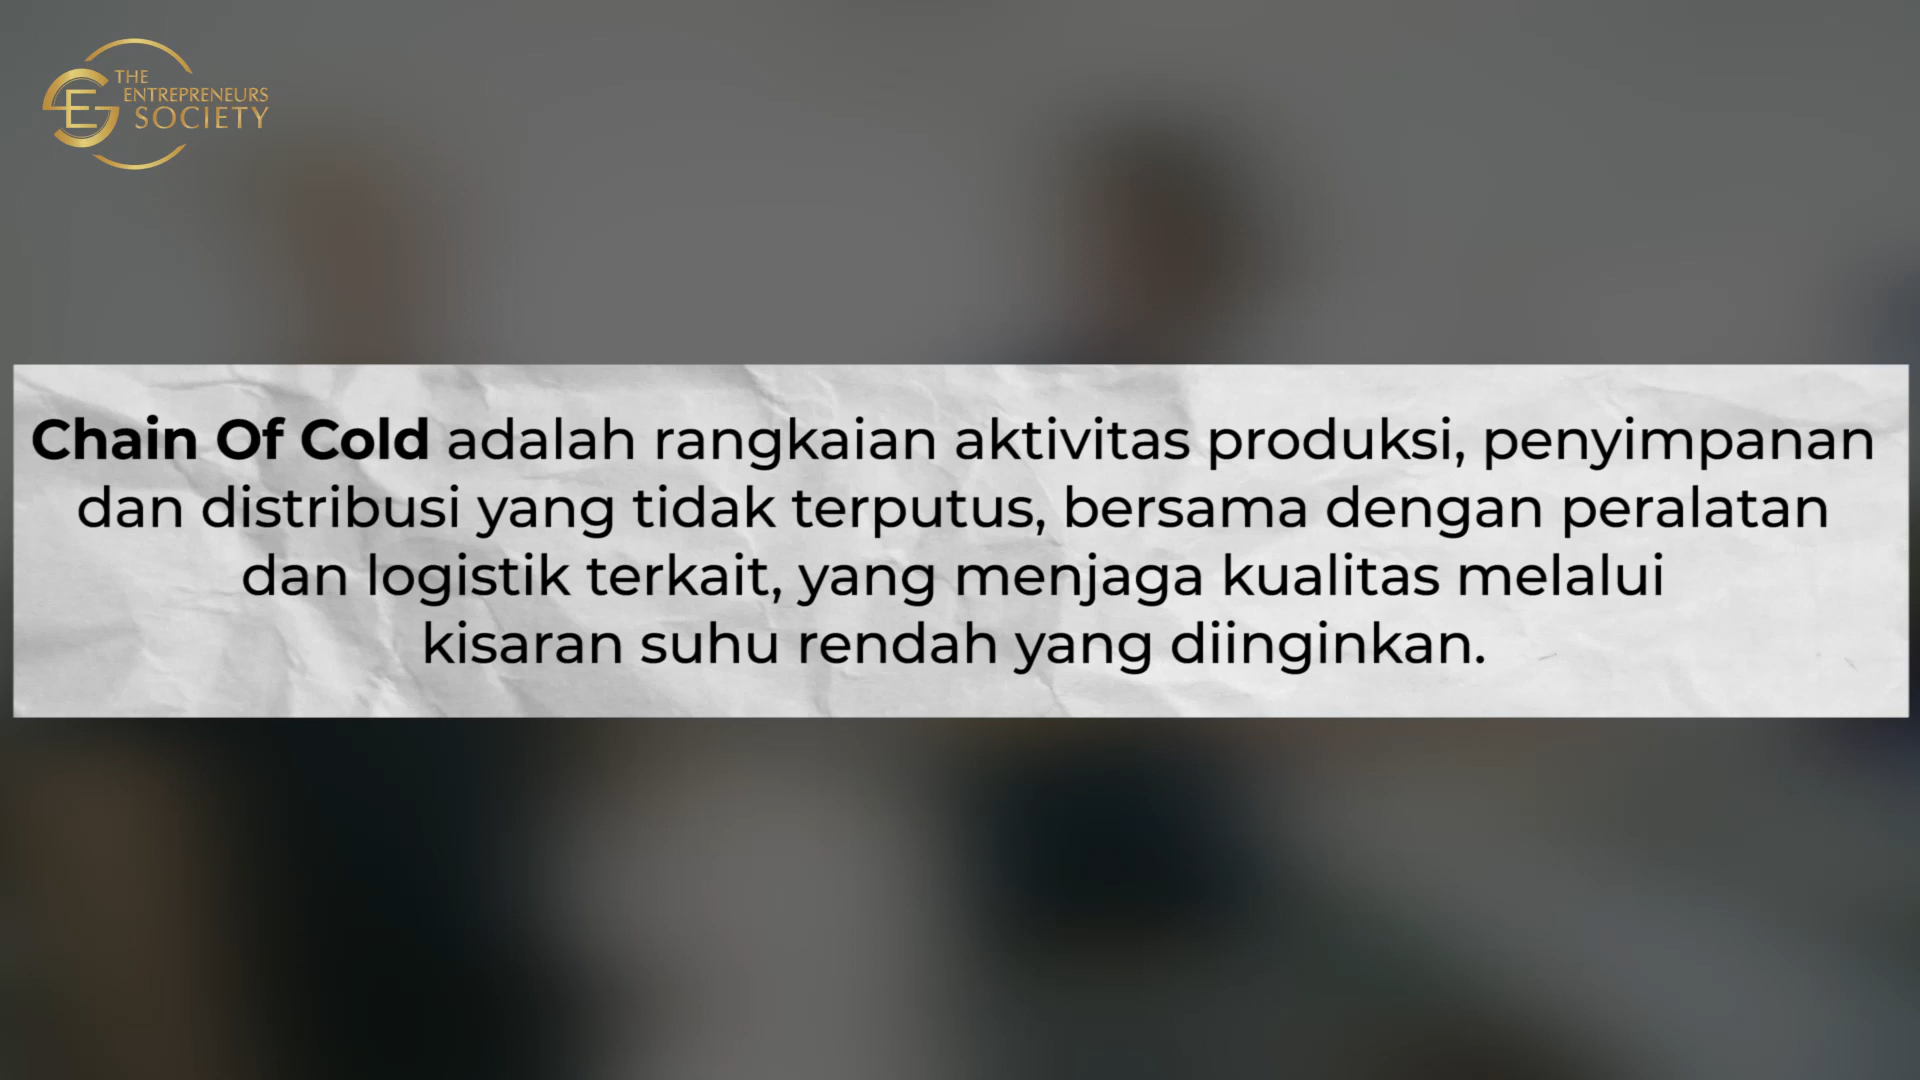 THE
ENTREPRENEURS
SOCIETY
Chain Of Cold adalah rangkaian aktivitas produksi, penyimpanan
dan distribusi yang tidak terputus, bersama dengan peralatan
dan logistik terkait, yang menjaga kualitas melalui
kisaran suhu rendah yang diinginkan.